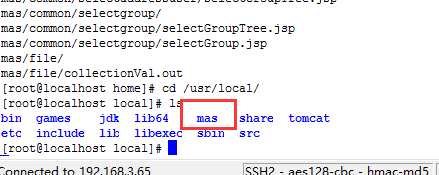 mas/common/selectgroup/
mas/common/selectgroup/selectGroupTree.jsp
mas/common/selectgroup/selectGroup.jsp
mas/file/
mas/file/collectionVal.out
[root@localhost home]# cd /usr/local/
[root@localhost local]# ls
bin games jdk lib64 mas share tomcat
etc include lib libexec sbin src
[root@localhost local]#
Connected to 192.168.3.65 SSH2 - aes128-cbc - hmac-md5